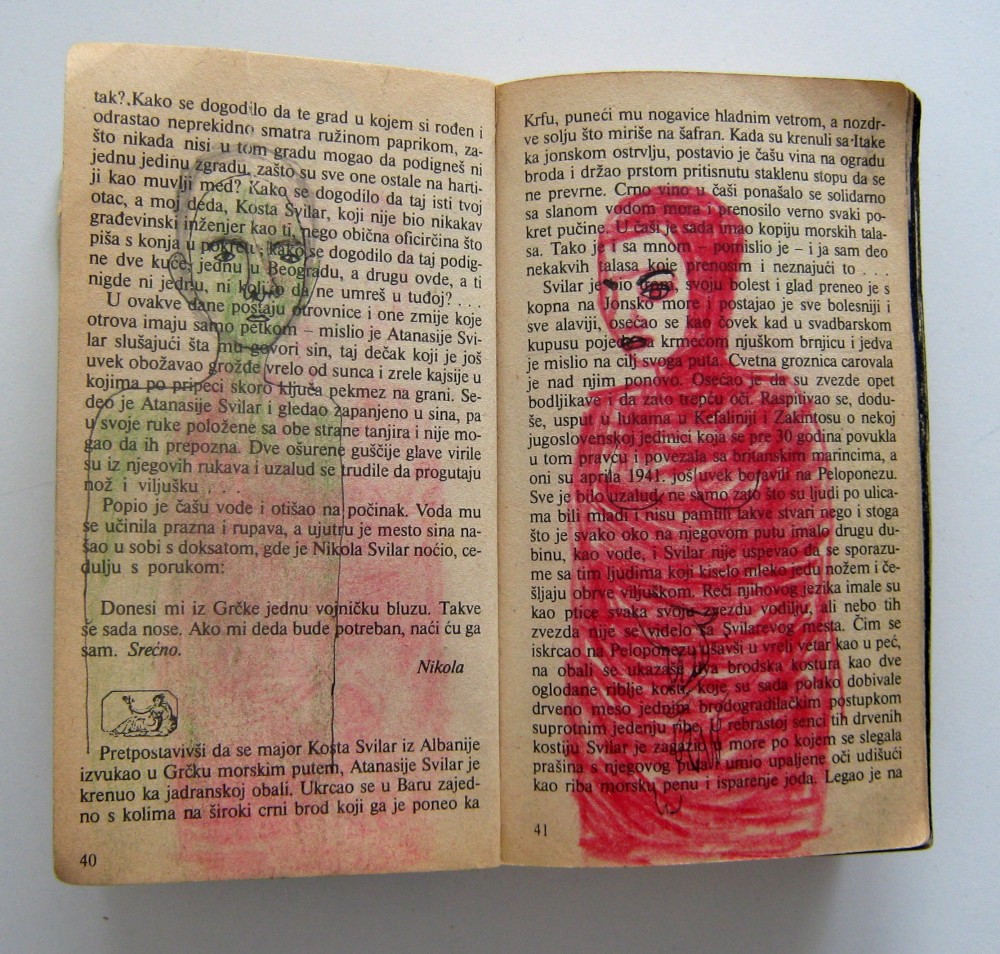 tak? Kako se dogodilo da te grad u kojem si rođen i
odrastao neprekidno smatra ružinom paprikom, za-
što nikada nisi u tom gradu mogao da podigneš ni
jednu jedinu zgradu, zašto su sve one ostale na harti-
ji kao muvlji med? Kako se dogodilo da taj isti tvoj
otac, a moj deda, Kosta Svilar, koji nije bio nikakav
građevinski inženjer kao ti, nego obična oficirčina što
piša s konja u pokretu, kako se dogodilo da taj podig-
ne dve kuće, jednu u Beogradu, a drugu ovde, a ti
nigde ni jednu, ni koliko da ne umreš u tuđoj? . . .
U ovakve dane postaju otrovnice i one zmije koje
otrova imaju samo petkom – mislio je Atanasije Svi-
lar slušajući šta mu govori sin, taj dečak koji je još
uvek obožavao grožđe vrelo od sunca i zrele kajsije u
kojima po pripeci skoro ključa pekmez na grani. Se-
deo je Atanasije Svilar i gledao zapanjeno u sina, pa
u svoje ruke položene sa obe strane tanjira i nije mo-
gao da ih prepozna. Dve ošurene guščije glave virile
su iz njegovih rukava i uzalud se trudile da progutaju
nož i viljušku . . .
Popio je čašu vode i otišao na počinak. Voda mu
se učinila prazna i rupava, a ujutru je mesto sina na-
šao u sobi s doksatom, gde je Nikola Svilar noćio, ce-
dulju s porukom:
Donesi mi iz Grčke jednu vojničku bluzu. Takve
se sada nose. Ako mi deda bude potreban, naći ću ga
sam. Srećno.
Nikola
Pretpostavivši da se major Kosta Svilar iz Albanije
izvukao u Grčku morskim putem, Atanasije Svilar je
krenuo ka jadranskoj obali. Ukrcao se u Baru zajed-
no s kolima na široki crni brod koji ga je poneo ka
40
Krfu, puneći mu nogavice hladnim vetrom, a nozdr-
ve solju što miriše na šafran. Kada su krenuli sa Itake
ka jonskom ostrvlju, postavio je čašu vina na ogradu
broda i držao prstom pritisnutu staklenu stopu da se
ne prevrne. Crno vino u čaši ponašalo se solidarno
sa slanom vodom mora i prenosilo verno svaki po-
kret pučine. U čaši je sada imao kopiju morskih tala-
sa. Tako je i sa mnom – pomislio je – i ja sam deo
nekakvih talasa koje prenosim i neznajući to . . .
Svilar je bio trom, svoju bolest i glad preneo je s
kopna na Jonsko more i postajao je sve bolesniji i
sve alaviji, osećao se kao čovek kad u svadbarskom
kupusu pojede sa krmećom njuškom brnjicu i jedva
je mislio na cilj svoga puta. Cvetna groznica carovala
je nad njim ponovo. Osećao je da su zvezde opet
bodljikave i da zato trepću oči. Raspitivao se, dodu-
še, usput u lukama u Kefaliniji i Zakintosu o nekoj
jugoslovenskoj jedinici koja se pre 30 godina povukla
u tom pravcu i povezala sa britanskim marincima, a
oni su aprila 1941. još uvek boravili na Peloponezu.
Sve je bilo uzalud, ne samo zato što su ljudi po ulica-
ma bili mladi i nisu pamtili takve stvari nego i stoga
što je svako oko na njegovom putu imalo drugu du-
binu, kao vode, i Svilar nije uspevao da se sporazu-
me sa tim ljudima koji kiselo mleko jedu nožem i če-
šljaju obrve viljuškom. Reči njihovog jezika imale su
kao ptice svaka svoju zvezdu vodilju, ali nebo tih
zvezda nije se videlo sa Svilarevog mesta. Čim se
iskrcao na Peloponezu ušavši u vreli vetar kao u peć,
na obali se ukazaše dva brodska kostura kao dve
oglodane riblje kosti, koje su sada polako dobivale
drveno meso jednim brodogradilačkim postupkom
suprotnim jedenju ribe. U rebrastoj senci tih drvenih
kostiju Svilar je zagazio u more po kojem se slegala
prašina s njegovog puta i umio upaljene oči udišući
kao riba morsku penu i isparenje joda. Legao je na
41